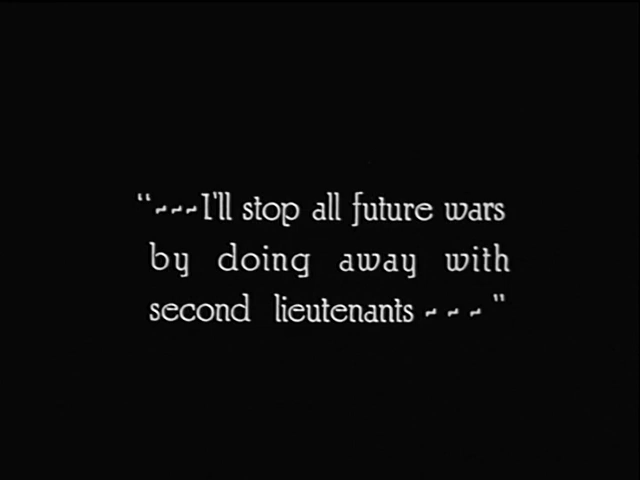 "---I'll stop all future wars
by doing away with
second lieutenants---"